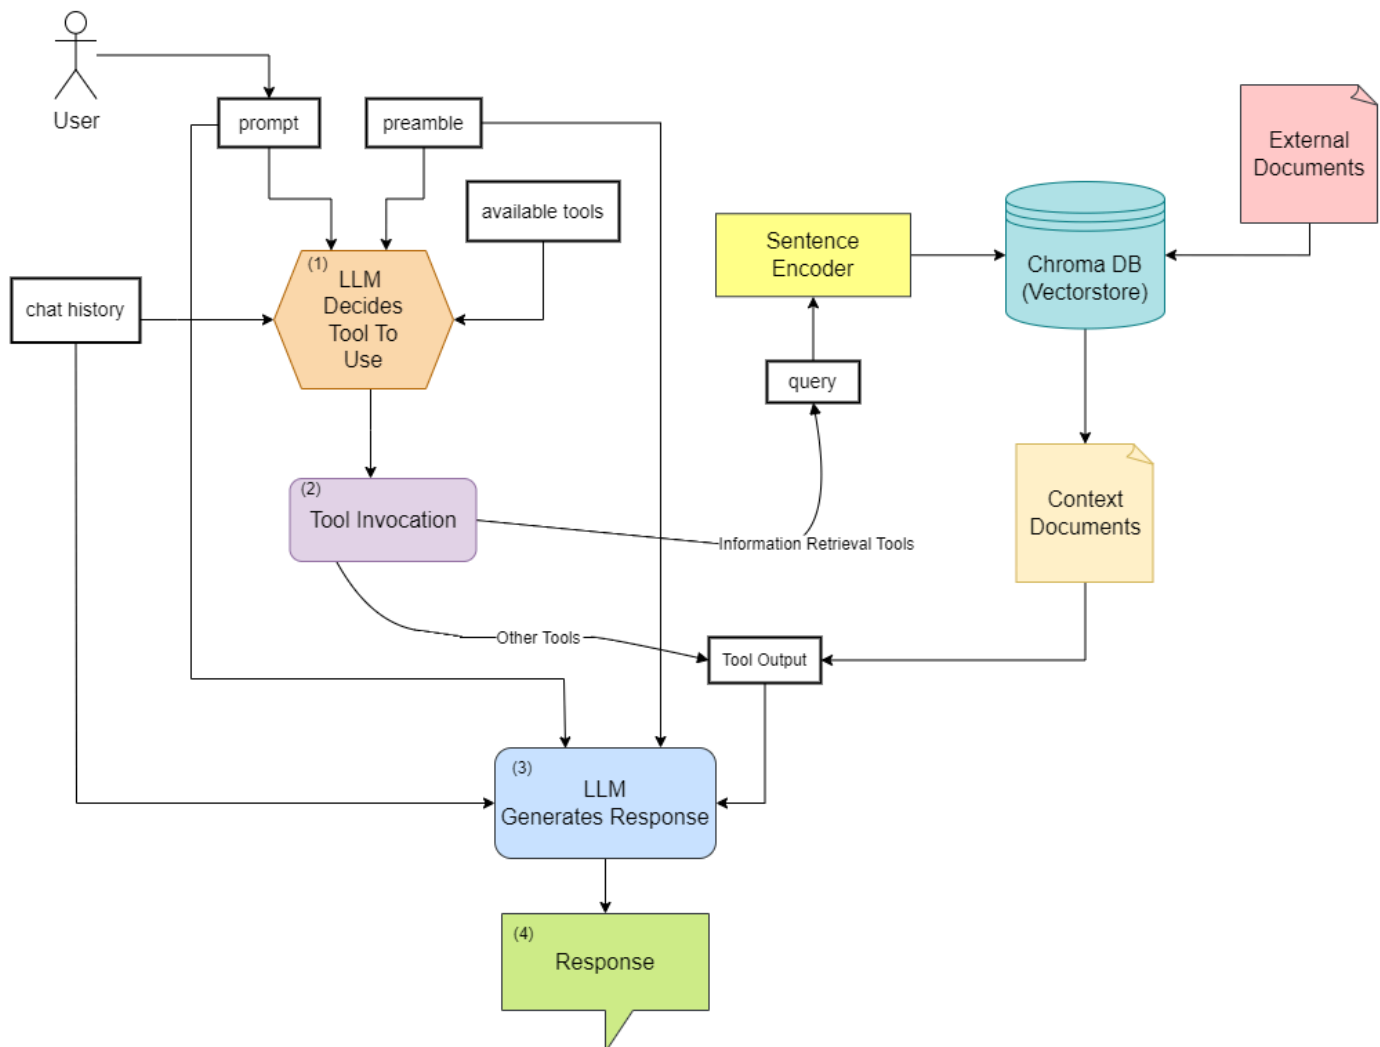 User
prompt
preamble
available tools
chat history
(1)
LLM
Decides
Tool To
Use
(2)
Tool Invocation
Information Retrieval Tools
Other Tools
query
Sentence
Encoder
Chroma DB
(Vectorstore)
External
Documents
Context
Documents
Tool Output
(3)
LLM
Generates Response
(4)
Response